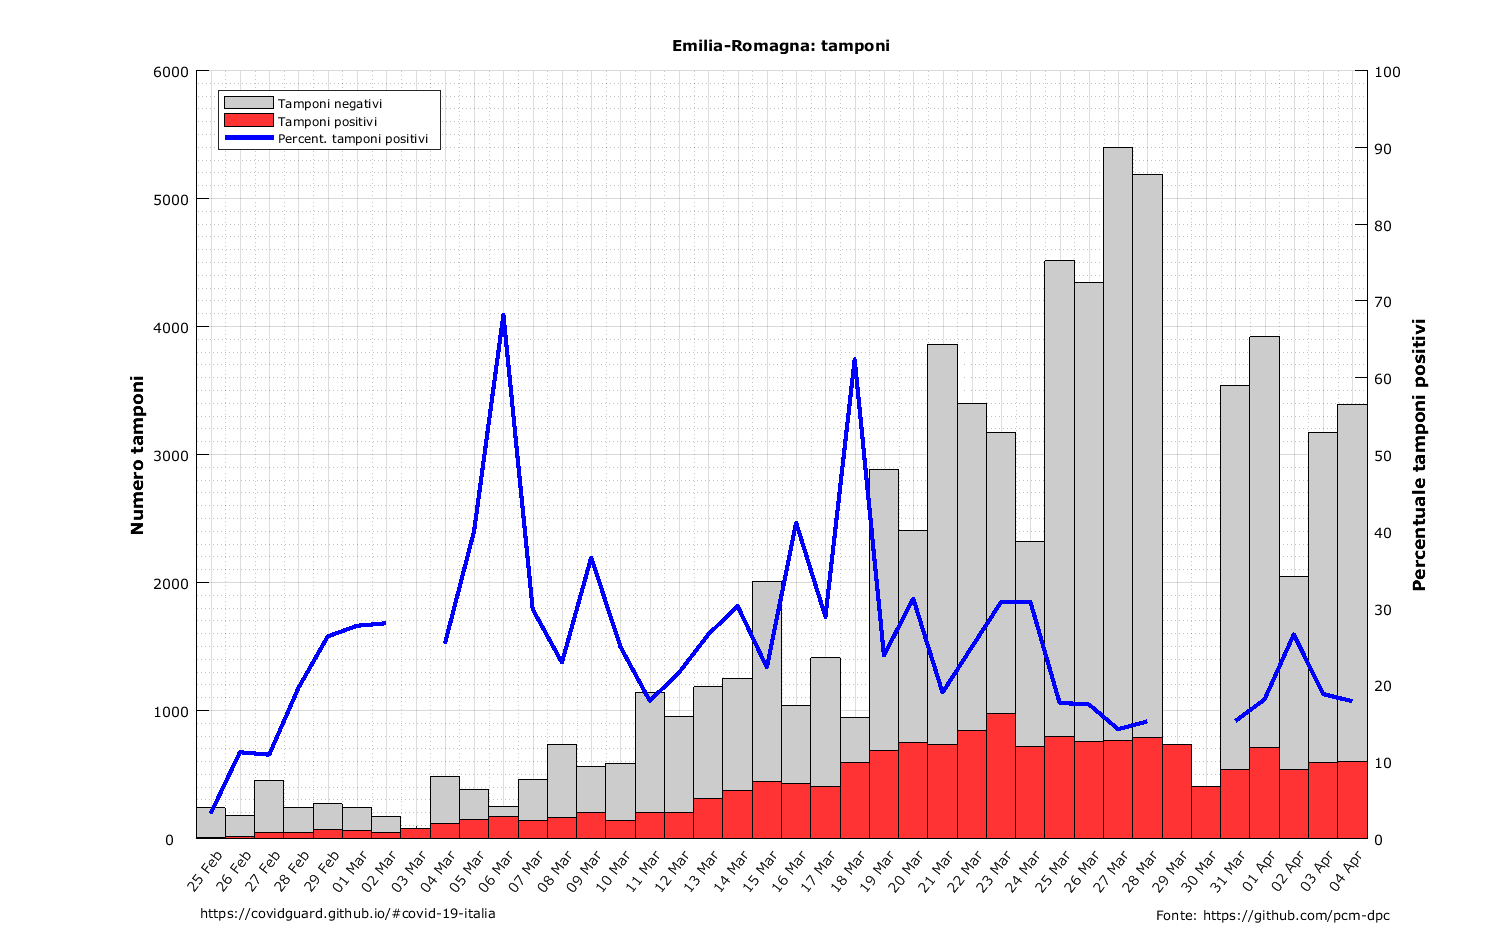 Emilia-Romagna: tamponi
6000
5000
4000
3000
2000
1000
0
Numero tamponi
Tamponi negativi
Tamponi positivi
Percent. tamponi positivi
100
90
80
70
60
50
40
30
20
10
0
Percentuale tamponi positivi
25 Feb
26 Feb
27 Feb
28 Feb
29 Feb
01 Mar
02 Mar
03 Mar
04 Mar
05 Mar
06 Mar
07 Mar
08 Mar
09 Mar
10 Mar
11 Mar
12 Mar
13 Mar
14 Mar
15 Mar
16 Mar
17 Mar
18 Mar
19 Mar
20 Mar
21 Mar
22 Mar
23 Mar
24 Mar
25 Mar
26 Mar
27 Mar
28 Mar
29 Mar
30 Mar
31 Mar
01 Apr
02 Apr
03 Apr
04 Apr
https://covidguard.github.io/#covid-19-italia
Fonte: https://github.com/pcm-dpc